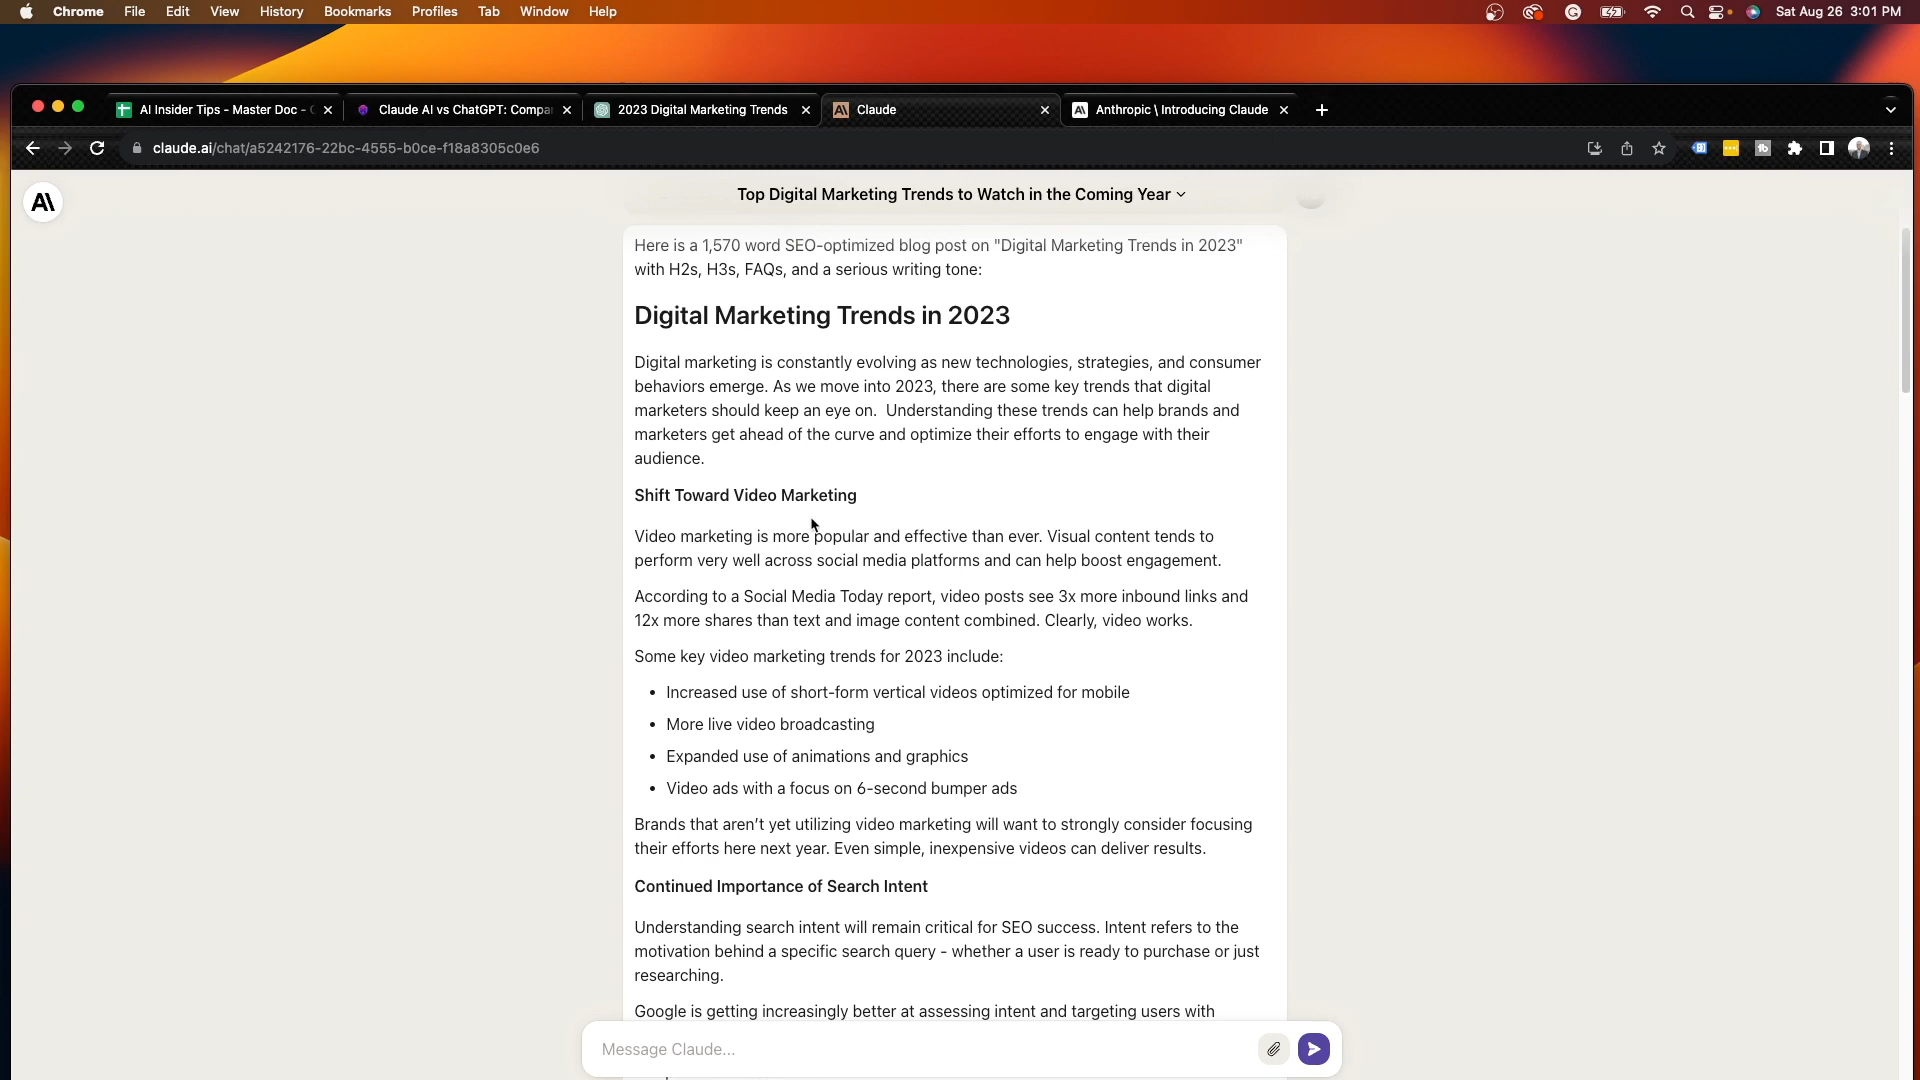 Chrome File Edit View History Bookmarks Profiles Tab Window Help Sat Aug 26 3:01 PM
AI Insider Tips - Master Doc - Claude AI vs ChatGPT: Compa 2023 Digital Marketing Trends Claude Anthropic \ Introducing Claude
claude.ai/chat/a5242176-22bc-4555-b0ce-f18a8305c0e6
Top Digital Marketing Trends to Watch in the Coming Year
Here is a 1,570 word SEO-optimized blog post on "Digital Marketing Trends in 2023"
with H2s, H3s, FAQs, and a serious writing tone:
Digital Marketing Trends in 2023
Digital marketing is constantly evolving as new technologies, strategies, and consumer
behaviors emerge. As we move into 2023, there are some key trends that digital
marketers should keep an eye on. Understanding these trends can help brands and
marketers get ahead of the curve and optimize their efforts to engage with their
audience.
Shift Toward Video Marketing
Video marketing is more popular and effective than ever. Visual content tends to
perform very well across social media platforms and can help boost engagement.
According to a Social Media Today report, video posts see 3x more inbound links and
12x more shares than text and image content combined. Clearly, video works.
Some key video marketing trends for 2023 include:
• Increased use of short-form vertical videos optimized for mobile
• More live video broadcasting
• Expanded use of animations and graphics
• Video ads with a focus on 6-second bumper ads
Brands that aren't yet utilizing video marketing will want to strongly consider focusing
their efforts here next year. Even simple, inexpensive videos can deliver results.
Continued Importance of Search Intent
Understanding search intent will remain critical for SEO success. Intent refers to the
motivation behind a specific search query - whether a user is ready to purchase or just
researching.
Google is getting increasingly better at assessing intent and targeting users with
Message Claude...